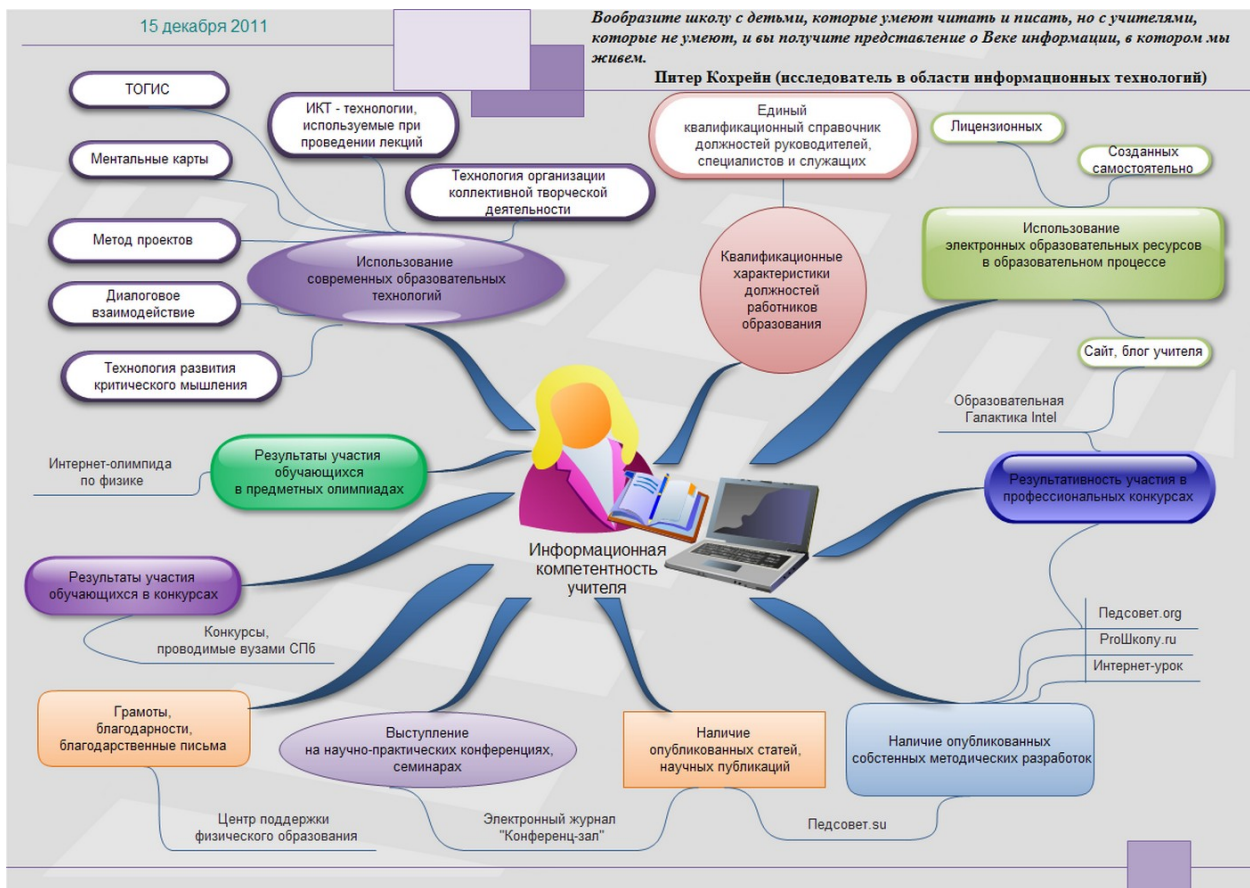 15 декабря 2011
Вообразите школу с детьми, которые умеют читать и писать, но с учителями,
которые не умеют, и вы получите представление о Веке информации, в котором мы
живем.
Питер Кохрейн (исследователь в области информационных технологий)
ТОГИС
ИКТ - технологии,
используемые при
проведении лекций
Ментальные карты
Технология организации
коллективной творческой
деятельности
Метод проектов
Использование
современных образовательных
технологий
Диалоговое
взаимодействие
Технология развития
критического мышления
Единый
квалификационный справочник
должностей руководителей,
специалистов и служащих
Квалификационные
характеристики
должностей
работников
образования
Лицензионных
Созданных
самостоятельно
Использование
электронных образовательных ресурсов
в образовательном процессе
Сайт, блог учителя
Образовательная
Галактика Intel
Результативность участия в
профессиональных конкурсах
Результаты участия
обучающихся
в предметных олимпиадах
Интернет-олимпида
по физике
Информационная
компетентность
учителя
Результаты участия
обучающихся в конкурсах
Конкурсы,
проводимые вузами СПб
Педсовет.org
ProШколу.ru
Интернет-урок
Грамоты,
благодарности,
благодарственные письма
Выступление
на научно-практических конференциях,
семинарах
Наличие
опубликованных статей,
научных публикаций
Наличие опубликованных
собстенных методических разработок
Центр поддержки
физического образования
Электронный журнал
"Конференц-зал"
Педсовет.su